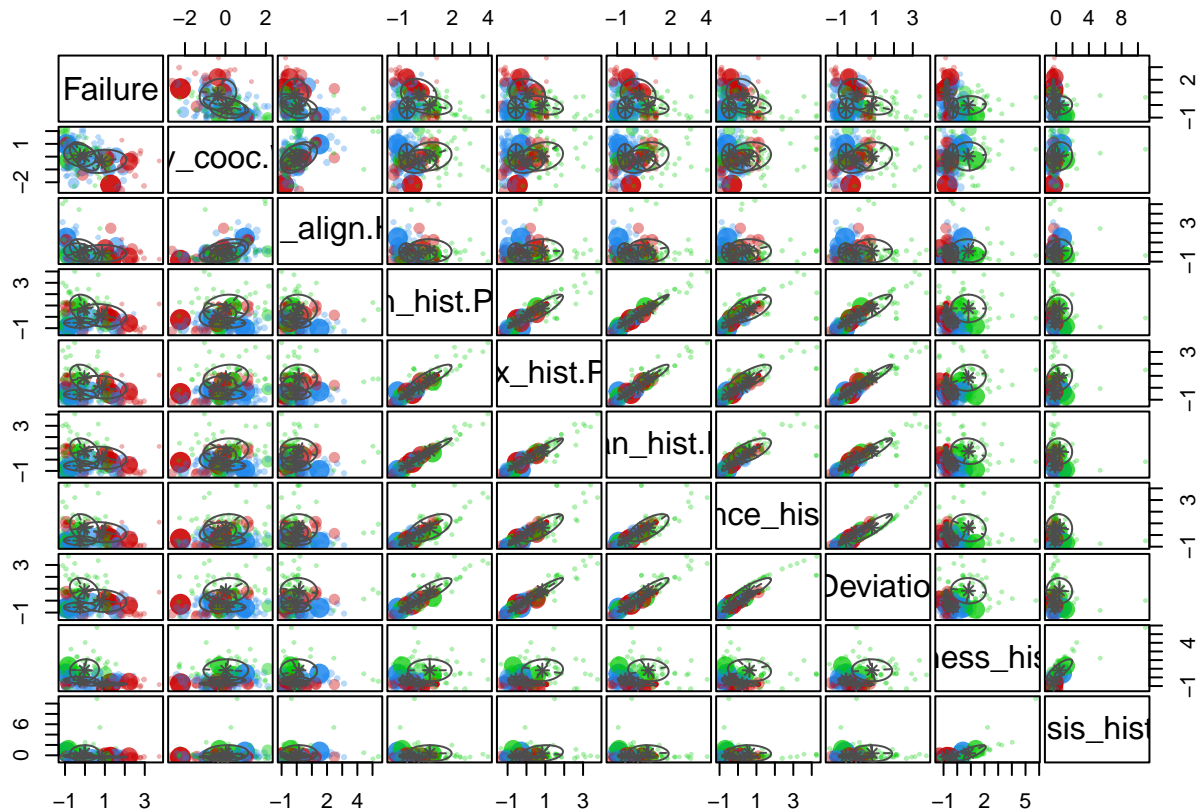 −2 0 2 −1 2 4 −1 2 4 −1 1 3 0 4 8
Failure
−1 2
1 −2
y_cooc.
_align.H
−1 3
3 −1
n_hist.P
x_hist.F
−1 3
3 −1
an_hist.
nce_his
−1 3
3 −1
Deviatio
ness_his
−1 4
6 0
sis_hist
−1 1 3 −1 2 4 −1 1 3 −1 1 3 −1 2 5